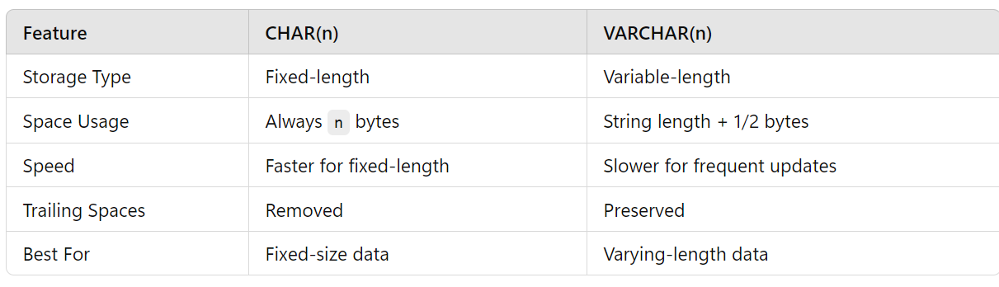 Feature CHAR(n) VARCHAR(n)
Storage Type Fixed-length Variable-length
Space Usage Always n bytes String length + 1/2 bytes
Speed Faster for fixed-length Slower for frequent updates
Trailing Spaces Removed Preserved
Best For Fixed-size data Varying-length data